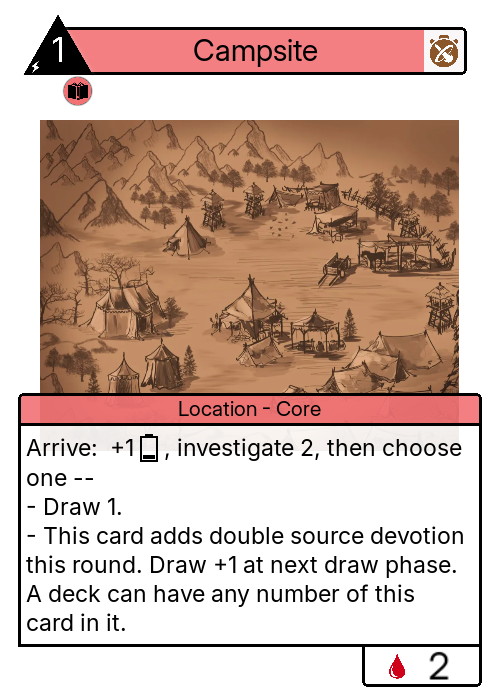 1
Campsite
Location - Core
Arrive: +1 , investigate 2, then choose
one --
- Draw 1.
- This card adds double source devotion
this round. Draw +1 at next draw phase.
A deck can have any number of this
card in it.
2